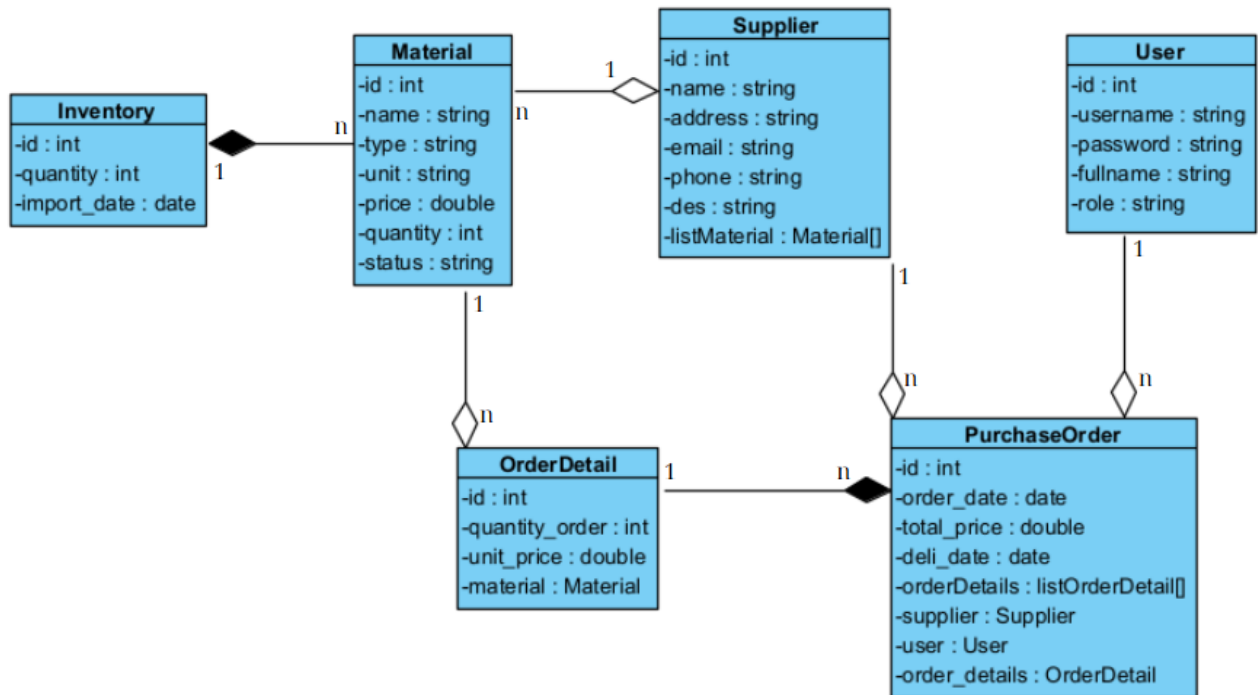 Inventory
-id : int
-quantity : int
-import_date : date
1
n
Material
-id : int
-name : string
-type : string
-unit : string
-price : double
-quantity : int
-status : string
n
1
Supplier
-id : int
-name : string
-address : string
-email : string
-phone : string
-des : string
-listMaterial : Material[]
User
-id : int
-username : string
-password : string
-fullname : string
-role : string
1
n
1
n
1
n
OrderDetail
-id : int
-quantity_order : int
-unit_price : double
-material : Material
1
n
PurchaseOrder
-id : int
-order_date : date
-total_price : double
-deli_date : date
-orderDetails : listOrderDetail[]
-supplier : Supplier
-user : User
-order_details : OrderDetail